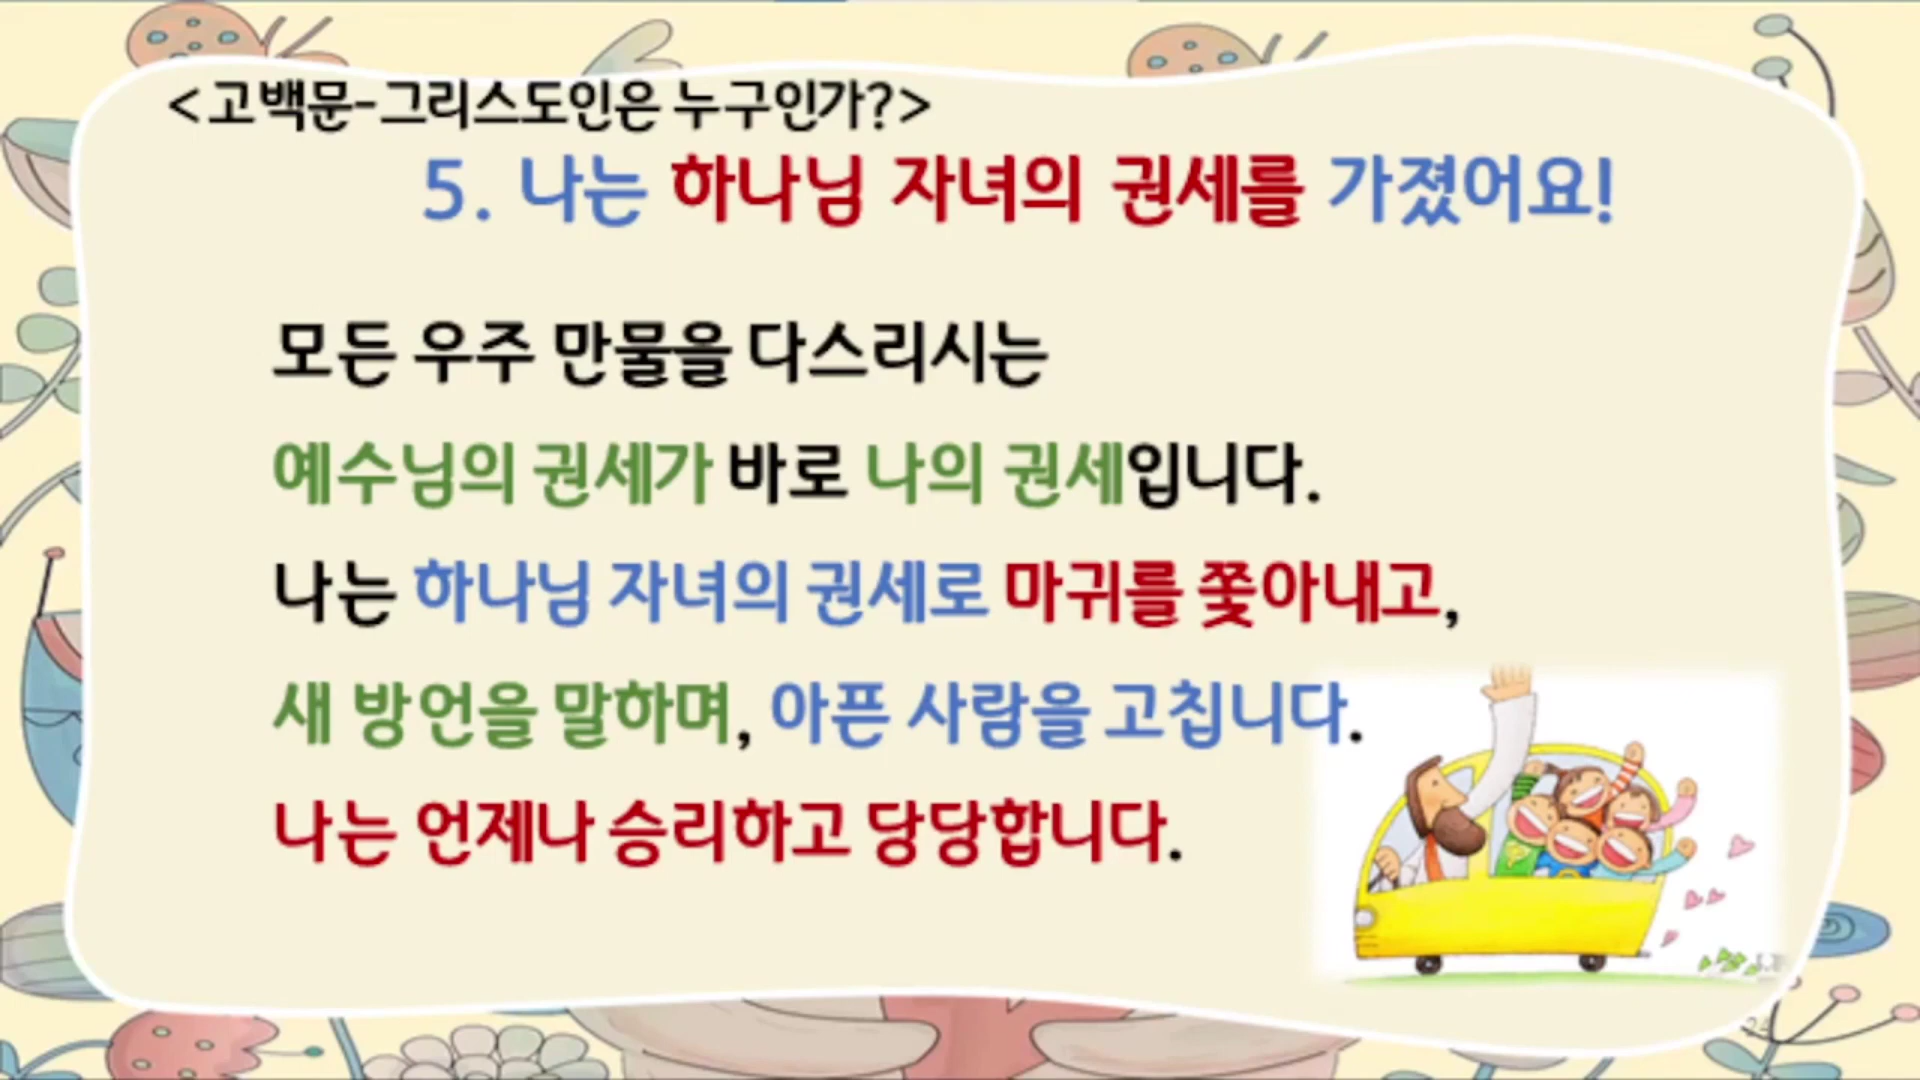 <고백문-그리스도인은 누구인가?>
5. 나는 하나님 자녀의 권세를 가졌어요!
모든 우주 만물을 다스리시는
예수님의 권세가 바로 나의 권세입니다.
나는 하나님 자녀의 권세로 마귀를 쫓아내고,
새 방언을 말하며, 아픈 사람을 고칩니다.
나는 언제나 승리하고 당당합니다.